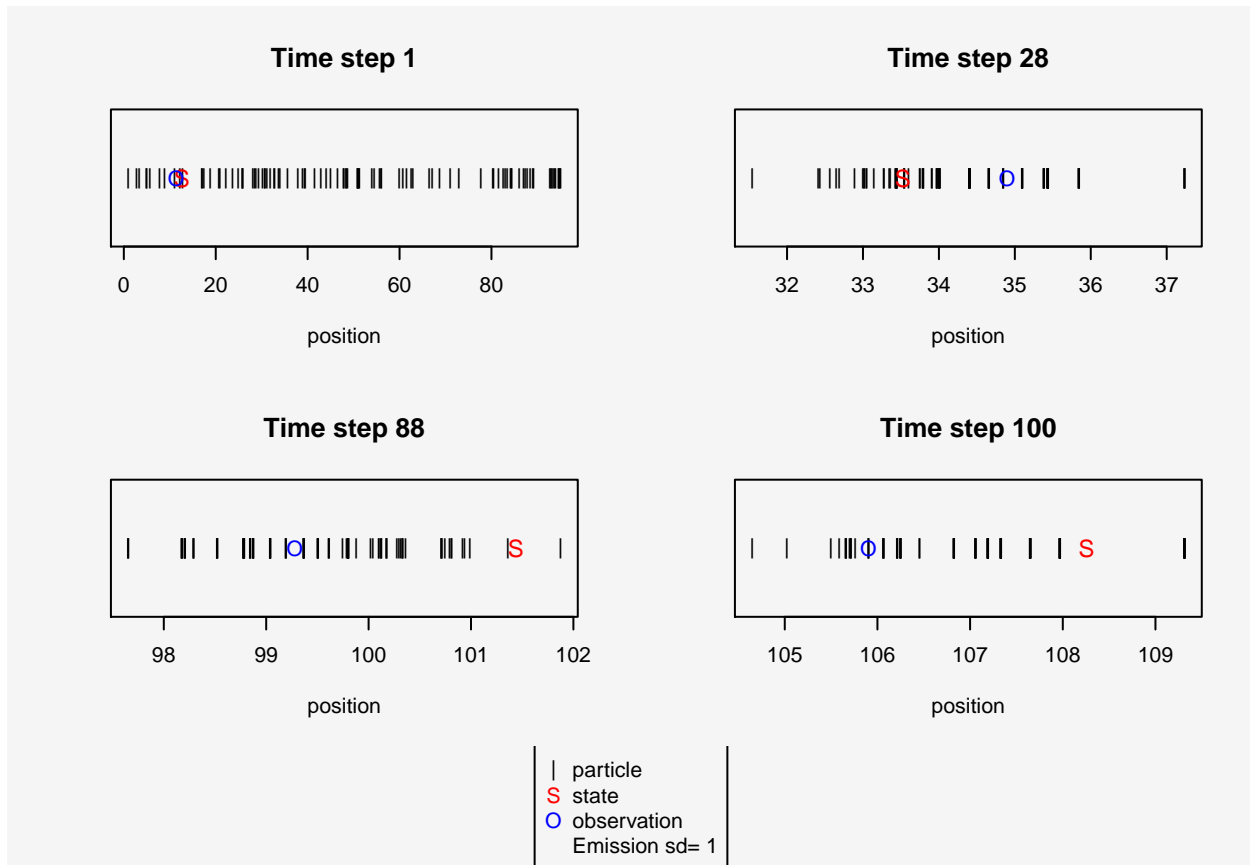 Time step 1
O S
0 20 40 60 80
position
Time step 28
S O
32 33 34 35 36 37
position
Time step 88
O S
98 99 100 101 102
position
Time step 100
O S
105 106 107 108 109
position
| particle
S state
O observation
Emission sd= 1